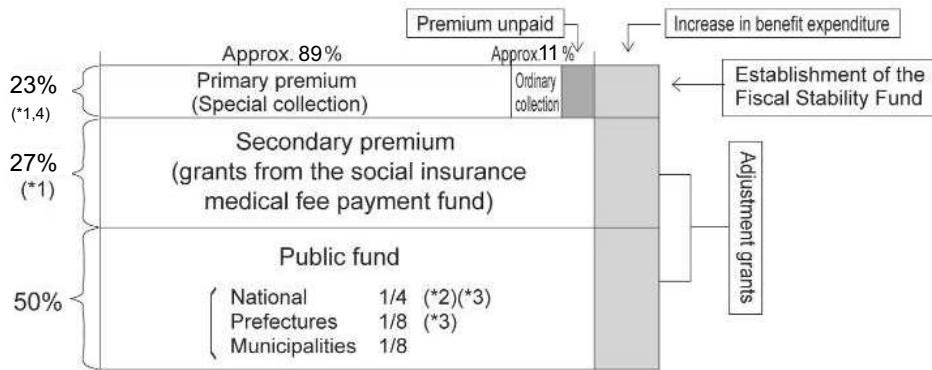 Premium unpaid
Increase in benefit expenditure
Approx. 89%
Approx. 11 %
23%
(*1,4)
Primary premium
(Special collection)
Ordinary
collection
Establishment of the
Fiscal Stability Fund
27%
(*1)
Secondary premium
(grants from the social insurance
medical fee payment fund)
Adjustment grants
50%
Public fund
National 1/4 (*2)(*3)
Prefectures 1/8 (*3)
Municipalities 1/8